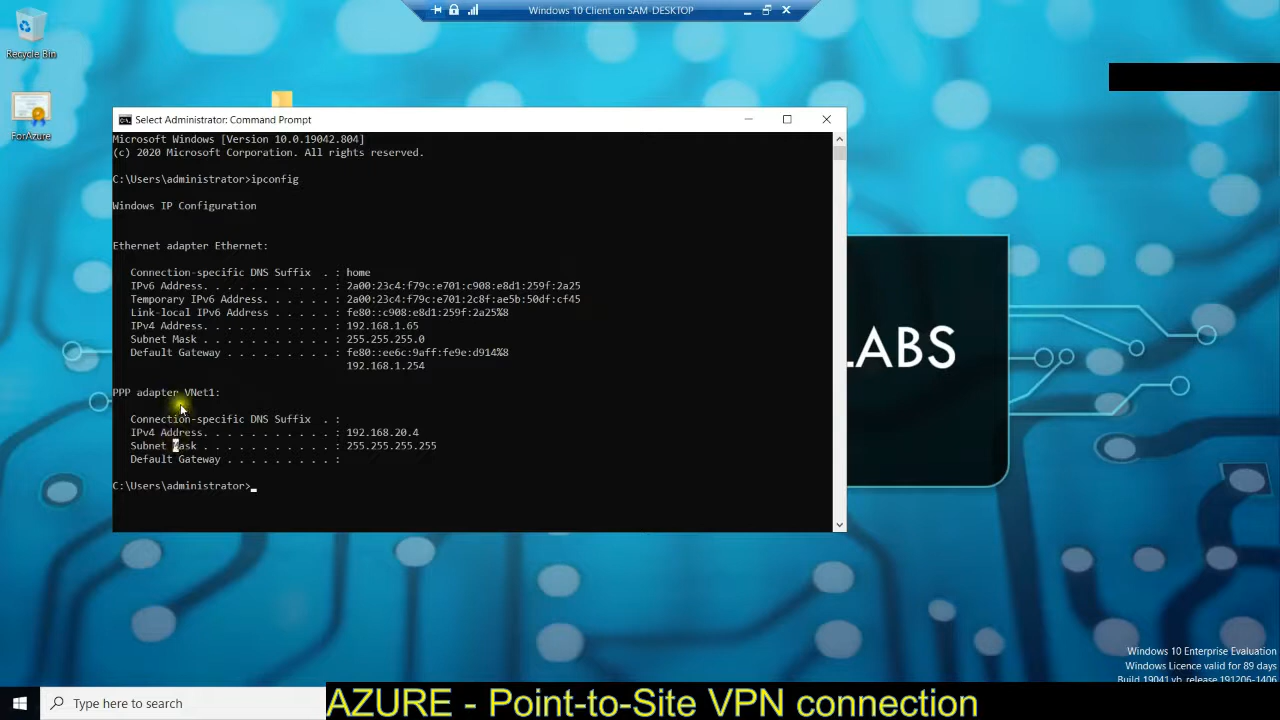 Windows 10 Client on SAM-DESKTOP
Recycle Bin
ForAzure
Select Administrator: Command Prompt
Microsoft Windows [Version 10.0.19042.804]
(c) 2020 Microsoft Corporation. All rights reserved.
C:\Users\administrator>ipconfig
Windows IP Configuration
Ethernet adapter Ethernet:
Connection-specific DNS Suffix . : home
IPv6 Address. . . . . . . . . . . : 2a00:23c4:f79c:e701:c908:e8d1:259f:2a25
Temporary IPv6 Address. . . . . . : 2a00:23c4:f79c:e701:2c8f:ae5b:50df:cf45
Link-local IPv6 Address . . . . . : fe80::c908:e8d1:259f:2a25%8
IPv4 Address. . . . . . . . . . . : 192.168.1.65
Subnet Mask . . . . . . . . . . . : 255.255.255.0
Default Gateway . . . . . . . . . : fe80::ee6c:9aff:fe9e:d914%8
192.168.1.254
PPP adapter VNet1:
Connection-specific DNS Suffix . :
IPv4 Address. . . . . . . . . . . : 192.168.20.4
Subnet Mask . . . . . . . . . . . : 255.255.255.255
Default Gateway . . . . . . . . . :
C:\Users\administrator>
LABS
Windows 10 Enterprise Evaluation
Windows Licence valid for 89 days
Build 19041.vb_release.191206-1406
Type here to search
AZURE - Point-to-Site VPN connection